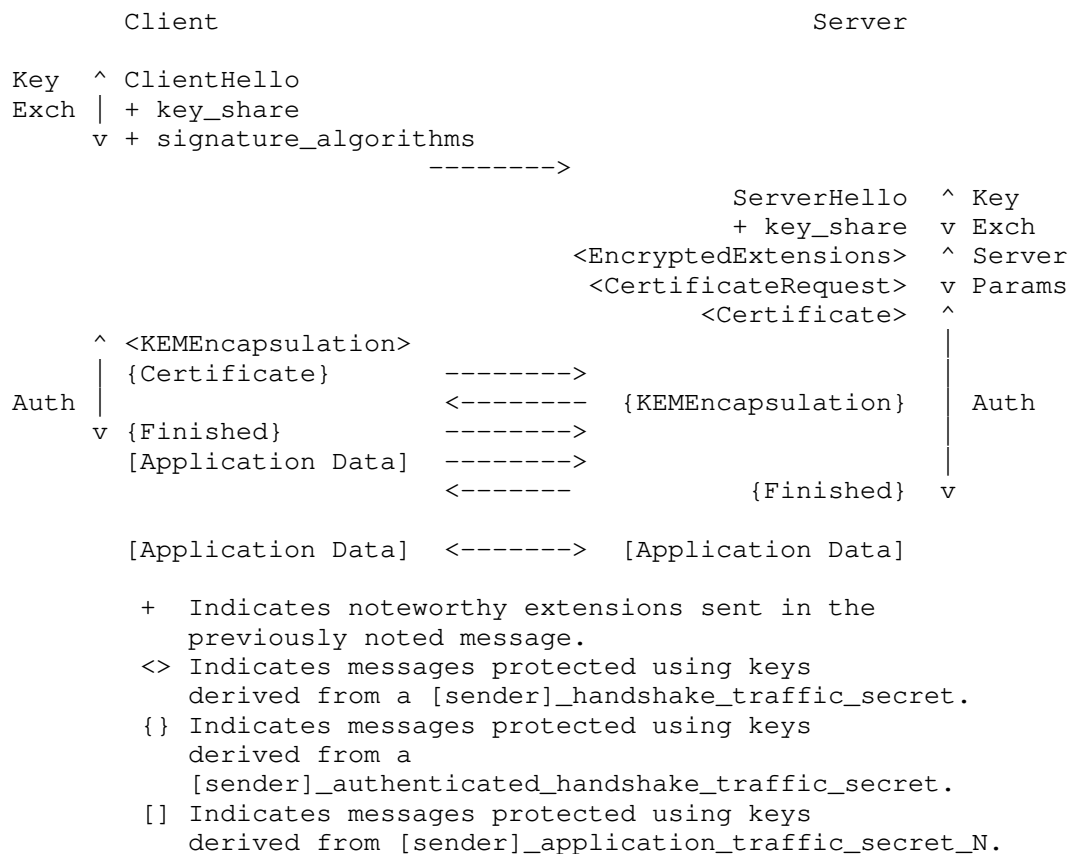 Client                                     Server

Key  ^ ClientHello
Exch | + key_share
     v + signature_algorithms
                          -------->
                                             ServerHello  ^ Key
                                             + key_share  v Exch
                                   <EncryptedExtensions>  ^ Server
                                    <CertificateRequest>  v Params
                                           <Certificate>  ^
     ^ <KEMEncapsulation>                                 |
     | {Certificate}       -------->                      |
Auth |                     <--------  {KEMEncapsulation}  | Auth
     v {Finished}          -------->                      |
       [Application Data]  -------->                      |
                           <-------           {Finished}  v

       [Application Data]  <------->  [Application Data]

        +  Indicates noteworthy extensions sent in the
           previously noted message.
        <> Indicates messages protected using keys
           derived from a [sender]_handshake_traffic_secret.
        {} Indicates messages protected using keys
           derived from a
           [sender]_authenticated_handshake_traffic_secret.
        [] Indicates messages protected using keys
           derived from [sender]_application_traffic_secret_N.